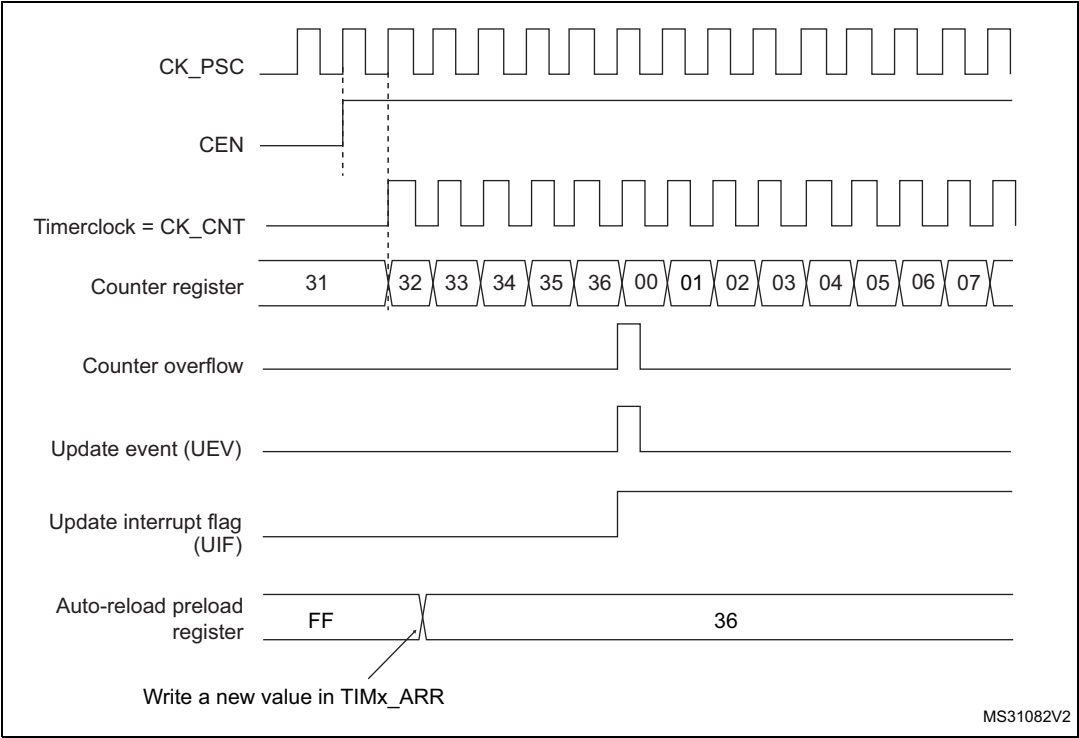 CK_PSC
CEN
Timerclock = CK_CNT
Counter register
31 32 33 34 35 36 00 01 02 03 04 05 06 07
Counter overflow
Update event (UEV)
Update interrupt flag
(UIF)
Auto-reload preload
register
FF 36
Write a new value in TIMx_ARR
MS31082V2